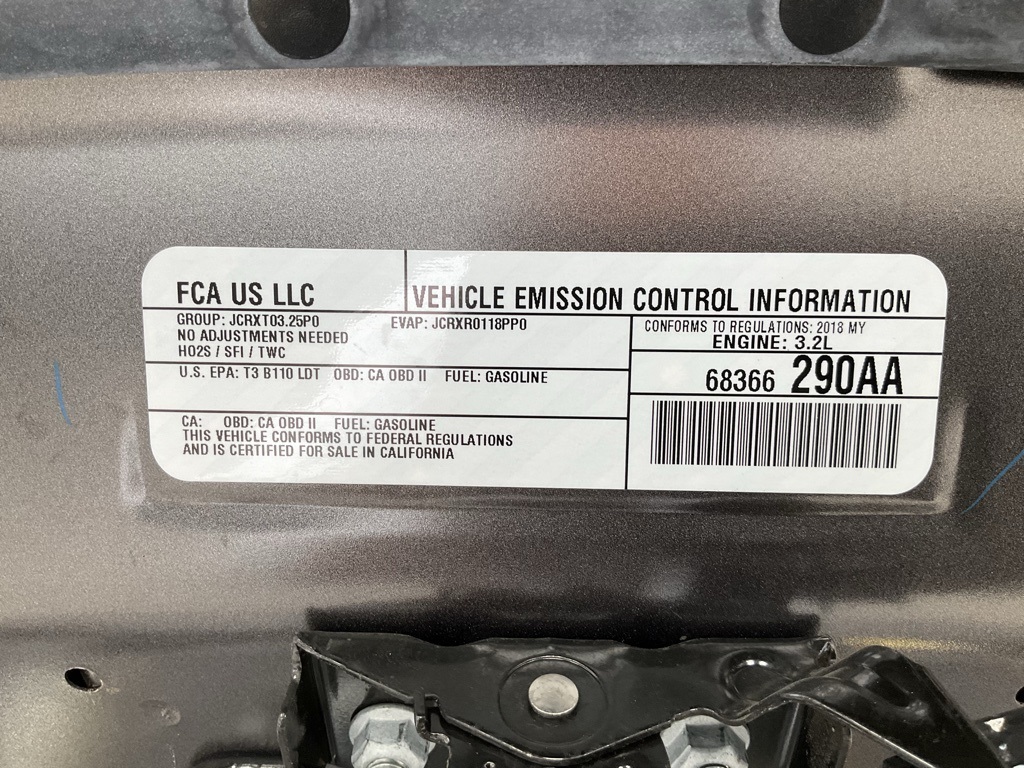 FCA US LLC
VEHICLE EMISSION CONTROL INFORMATION
GROUP: JCRXT03.25P0
EVAP: JCRXR0118PP0
NO ADJUSTMENTS NEEDED
HO2S / SFI / TWC
CONFORMS TO REGULATIONS: 2018 MY
ENGINE: 3.2L
U.S. EPA: T3 B110 LDT OBD: CA OBD II FUEL: GASOLINE
68366 290AA
CA: OBD: CA OBD II FUEL: GASOLINE
THIS VEHICLE CONFORMS TO FEDERAL REGULATIONS
AND IS CERTIFIED FOR SALE IN CALIFORNIA